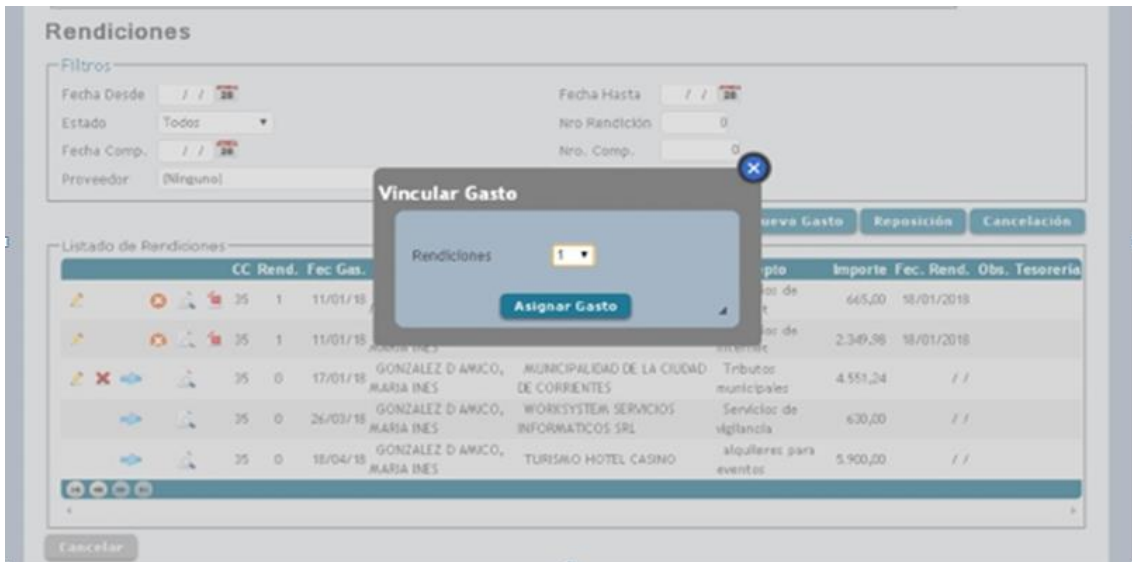 Rendiciones
Filtros
Fecha Desde / / Fecha Hasta / /
Estado Todos Nro Rendición 0
Fecha Comp. / / Nro. Comp. 0
Proveedor (Ninguno)
Vincular Gasto
Rendiciones 1
Asignar Gasto
Gasto Reposición Cancelación
Listado de Rendiciones
CC Rend. Fec Gas. Importe Fec. Rend. Obs. Tesorería
35 1 11/01/18 de 665,00 18/01/2018
35 1 11/01/18 de 2.349,98 18/01/2018
MARIA INES internet
35 0 17/01/18 GONZALEZ D AMICO, MUNICIPALIDAD DE LA CIUDAD Tributos 4.551,24 / /
MARIA INES DE CORRIENTES municipales
35 0 26/03/18 GONZALEZ D AMICO, WORKSYSTEM SERVICIOS Servicios de 630,00 / /
MARIA INES INFORMATICOS SRL vigilancia
35 0 18/04/18 GONZALEZ D AMICO, TURISMO HOTEL CASINO alquileres para 5.900,00 / /
MARIA INES eventos
Cancelar